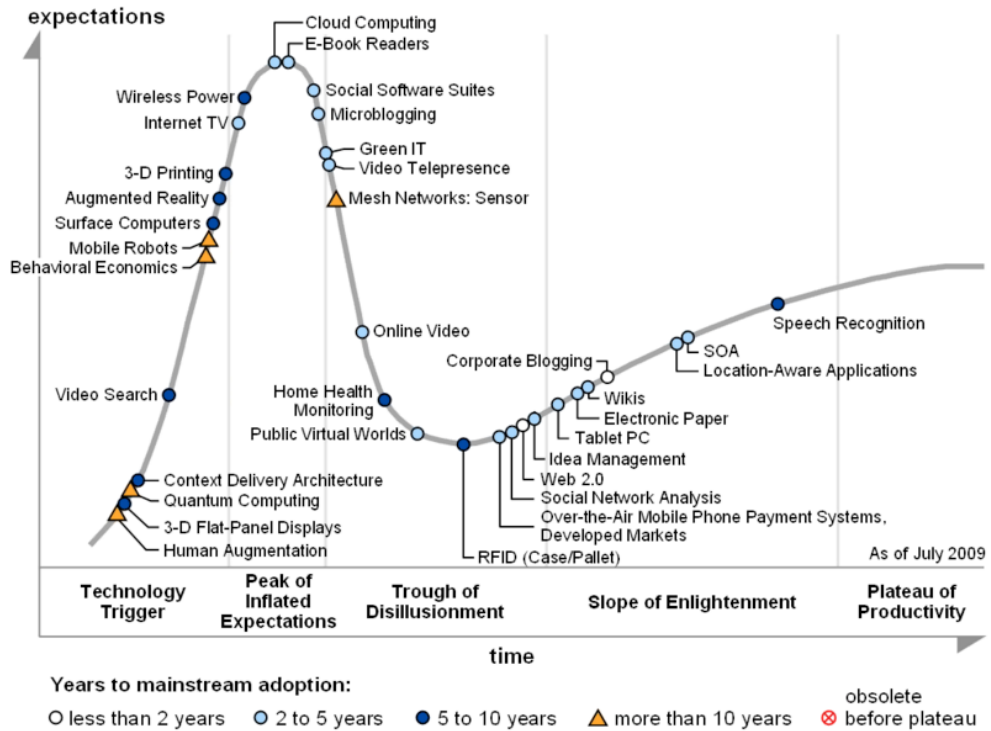 expectations
Cloud Computing
E-Book Readers
Social Software Suites
Wireless Power
Microblogging
Internet TV
Green IT
Video Telepresence
3-D Printing
Augmented Reality
Mesh Networks: Sensor
Surface Computers
Mobile Robots
Behavioral Economics
Speech Recognition
Online Video
SOA
Corporate Blogging
Location-Aware Applications
Video Search
Home Health
Monitoring
Wikis
Electronic Paper
Public Virtual Worlds
Tablet PC
Idea Management
Context Delivery Architecture
Web 2.0
Quantum Computing
Social Network Analysis
3-D Flat-Panel Displays
Over-the-Air Mobile Phone Payment Systems,
Developed Markets
Human Augmentation
RFID (Case/Pallet)
As of July 2009
Technology
Trigger
Peak of
Inflated
Expectations
Trough of
Disillusionment
Slope of Enlightenment
Plateau of
Productivity
time
Years to mainstream adoption:
less than 2 years
2 to 5 years
5 to 10 years
more than 10 years
obsolete
before plateau